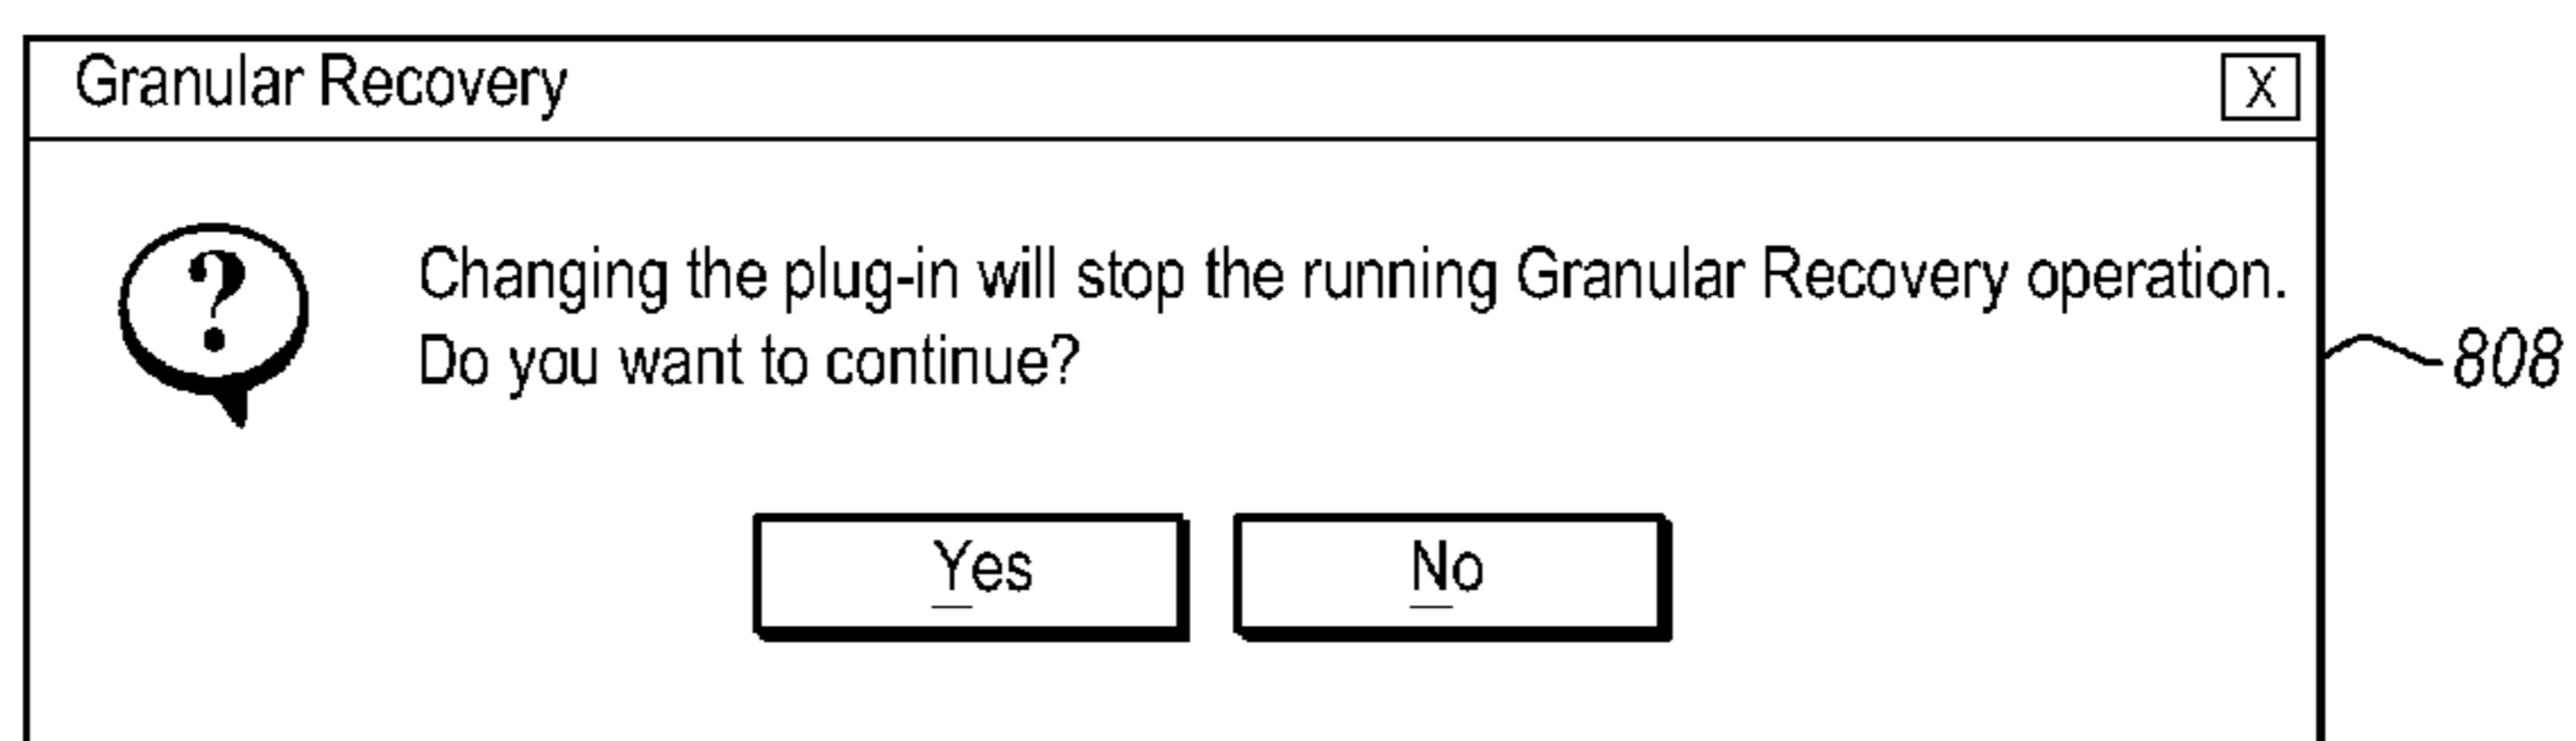 Granular Recovery X
?
Changing the plug-in will stop the running Granular Recovery operation.
Do you want to continue?
808
Yes No